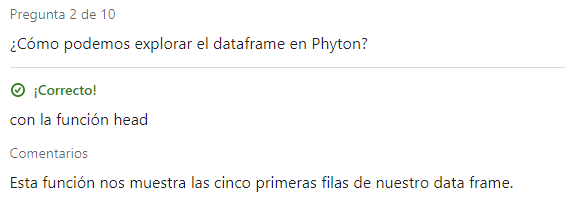 Pregunta 2 de 10
¿Cómo podemos explorar el dataframe en Phyton?
¡Correcto!
con la función head
Comentarios
Esta función nos muestra las cinco primeras filas de nuestro data frame.